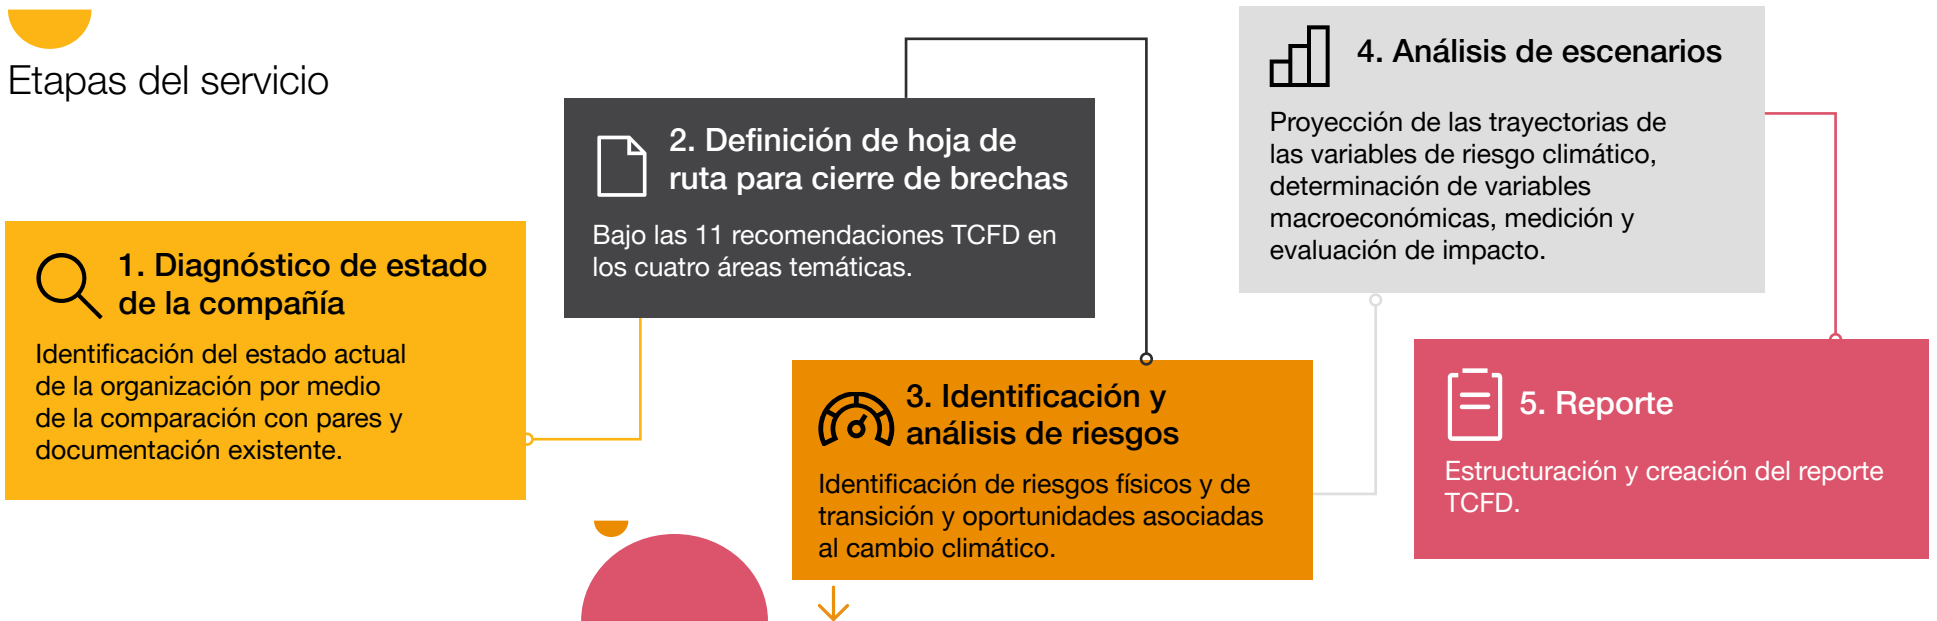 Etapas del servicio
1. Diagnóstico de estado
de la compañía
Identificación del estado actual
de la organización por medio
de la comparación con pares y
documentación existente.
2. Definición de hoja de
ruta para cierre de brechas
Bajo las 11 recomendaciones TCFD en
los cuatro áreas temáticas.
3. Identificación y
análisis de riesgos
Identificación de riesgos físicos y de
transición y oportunidades asociadas
al cambio climático.
4. Análisis de escenarios
Proyección de las trayectorias de
las variables de riesgo climático,
determinación de variables
macroeconómicas, medición y
evaluación de impacto.
5. Reporte
Estructuración y creación del reporte
TCFD.